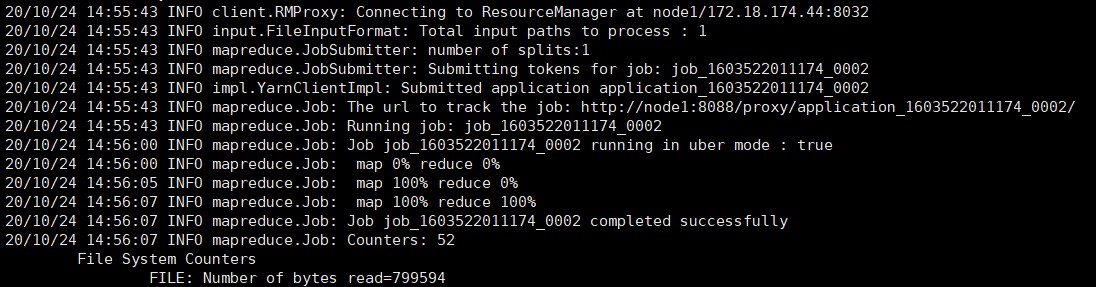 20/10/24 14:55:43 INFO client.RMProxy: Connecting to ResourceManager at node1/172.18.174.44:8032
20/10/24 14:55:43 INFO input.FileInputFormat: Total input paths to process : 1
20/10/24 14:55:43 INFO mapreduce.JobSubmitter: number of splits:1
20/10/24 14:55:43 INFO mapreduce.JobSubmitter: Submitting tokens for job: job_1603522011174_0002
20/10/24 14:55:43 INFO impl.YarnClientImpl: Submitted application application_1603522011174_0002
20/10/24 14:55:43 INFO mapreduce.Job: The url to track the job: http://node1:8088/proxy/application_1603522011174_0002/
20/10/24 14:55:43 INFO mapreduce.Job: Running job: job_1603522011174_0002
20/10/24 14:56:00 INFO mapreduce.Job: Job job_1603522011174_0002 running in uber mode : true
20/10/24 14:56:00 INFO mapreduce.Job:  map 0% reduce 0%
20/10/24 14:56:05 INFO mapreduce.Job:  map 100% reduce 0%
20/10/24 14:56:07 INFO mapreduce.Job:  map 100% reduce 100%
20/10/24 14:56:07 INFO mapreduce.Job: Job job_1603522011174_0002 completed successfully
20/10/24 14:56:07 INFO mapreduce.Job: Counters: 52
File System Counters
FILE: Number of bytes read=799594